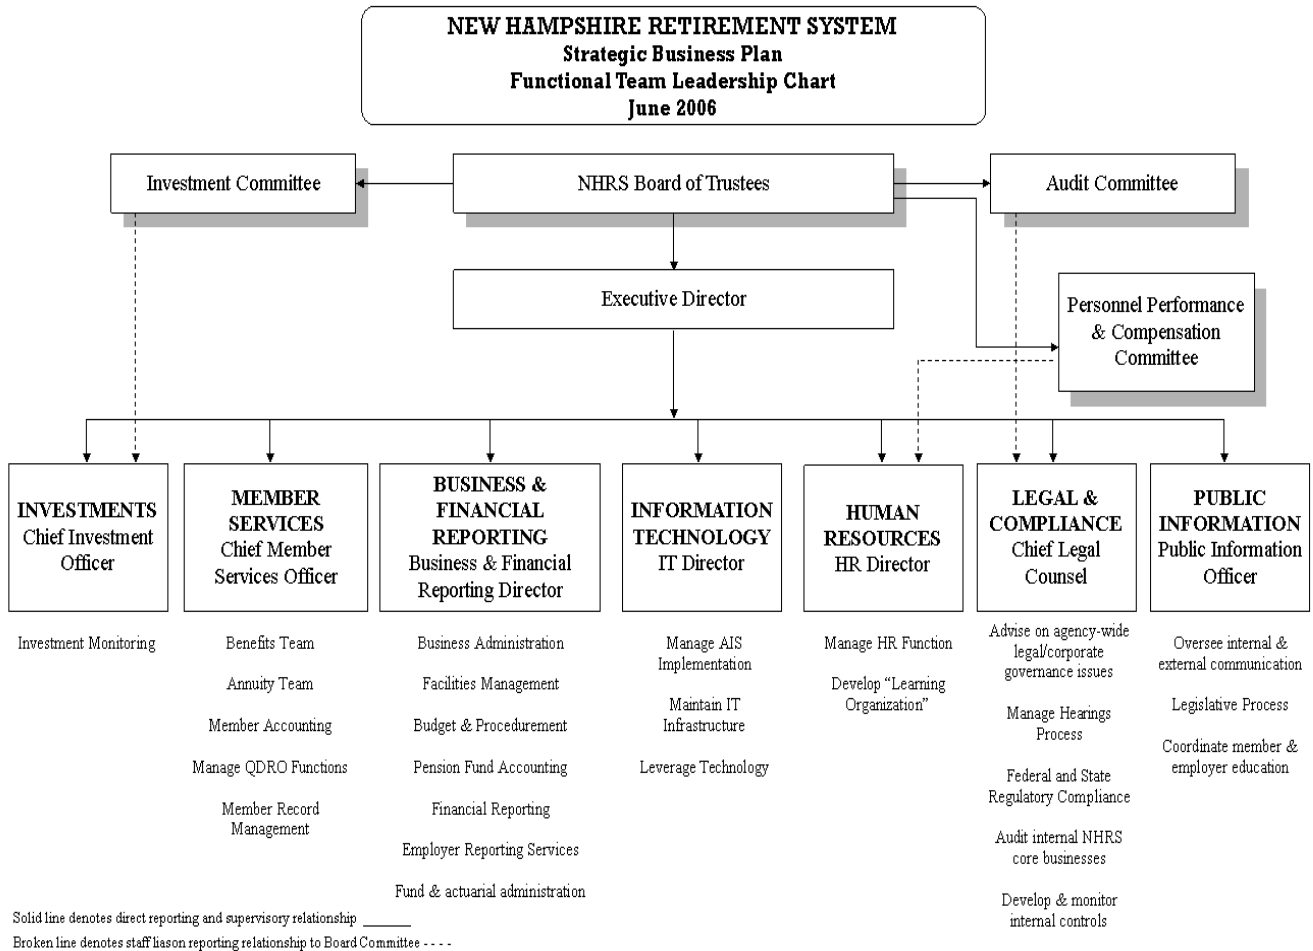 NEW HAMPSHIRE RETIREMENT SYSTEM
Strategic Business Plan
Functional Team Leadership Chart
June 2006
Investment Committee
NHRS Board of Trustees
Audit Committee
Executive Director
Personnel Performance
& Compensation
Committee
INVESTMENTS
Chief Investment
Officer
MEMBER
SERVICES
Chief Member
Services Officer
BUSINESS &
FINANCIAL
REPORTING
Business & Financial
Reporting Director
INFORMATION
TECHNOLOGY
IT Director
HUMAN
RESOURCES
HR Director
LEGAL &
COMPLIANCE
Chief Legal
Counsel
PUBLIC
INFORMATION
Public Information
Officer
Investment Monitoring
Benefits Team
Annuity Team
Member Accounting
Manage QDRO Functions
Member Record
Management
Business Administration
Facilities Management
Budget & Procedurement
Pension Fund Accounting
Financial Reporting
Employer Reporting Services
Fund & actuarial administration
Manage AIS
Implementation
Maintain IT
Infrastructure
Leverage Technology
Manage HR Function
Develop “Learning
Organization”
Advise on agency-wide
legal/corporate
governance issues
Manage Hearings
Process
Federal and State
Regulatory Compliance
Audit internal NHRS
core businesses
Develop & monitor
internal controls
Oversee internal &
external communication
Legislative Process
Coordinate member &
employer education
Solid line denotes direct reporting and supervisory relationship ______
Broken line denotes staff liason reporting relationship to Board Committee - - - -